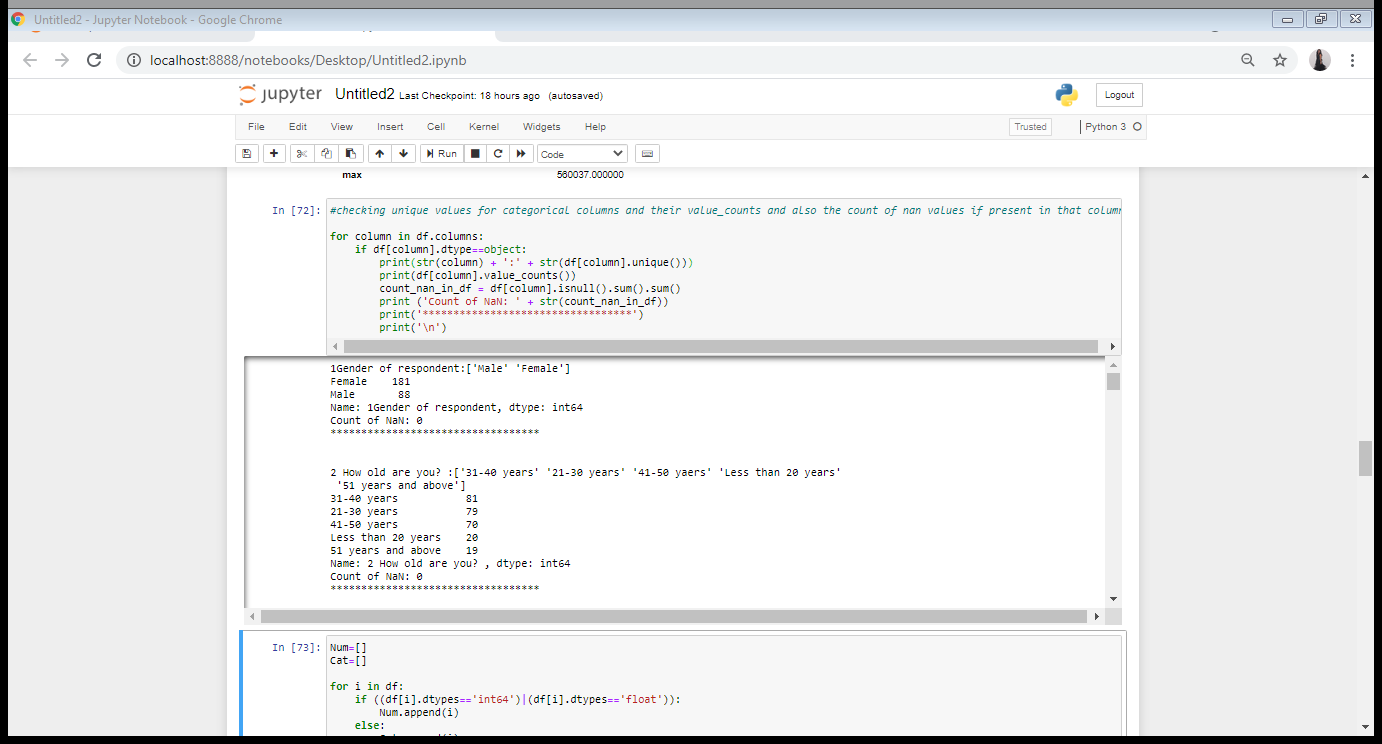 Untitled2 - Jupyter Notebook - Google Chrome
localhost:8888/notebooks/Desktop/Untitled2.ipynb
jupyter Untitled2 Last Checkpoint: 18 hours ago (autosaved)
Logout
File Edit View Insert Cell Kernel Widgets Help
Trusted
Python 3
Run
Code
max 560037.000000
In [72]:
#checking unique values for categorical columns and their value_counts and also the count of nan values if present in that colum
for column in df.columns:
if df[column].dtype==object:
print(str(column) + ':' + str(df[column].unique()))
print(df[column].value_counts())
count_nan_in_df = df[column].isnull().sum().sum()
print ('Count of NaN: ' + str(count_nan_in_df))
print('**********************************')
print('\n')
1Gender of respondent:['Male' 'Female']
Female 181
Male 88
Name: 1Gender of respondent, dtype: int64
Count of NaN: 0
**********************************
2 How old are you? :['31-40 years' '21-30 years' '41-50 yaers' 'Less than 20 years'
'51 years and above']
31-40 years 81
21-30 years 79
41-50 yaers 70
Less than 20 years 20
51 years and above 19
Name: 2 How old are you? , dtype: int64
Count of NaN: 0
**********************************
In [73]:
Num=[]
Cat=[]
for i in df:
if ((df[i].dtypes=='int64')|(df[i].dtypes=='float')):
Num.append(i)
else: